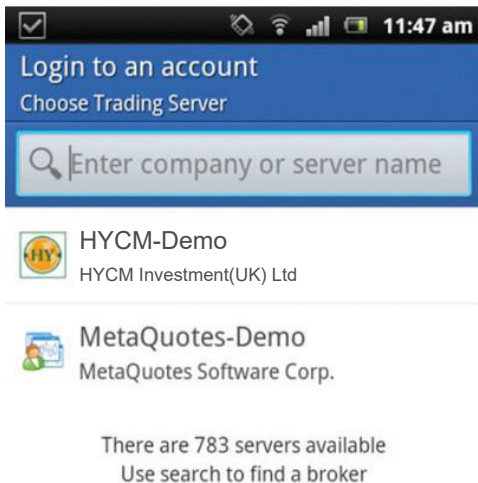 11:47 am
Login to an account
Choose Trading Server
Enter company or server name
HY
HYCM-Demo
HYCM Investment(UK) Ltd
MetaQuotes-Demo
MetaQuotes Software Corp.
There are 783 servers available
Use search to find a broker